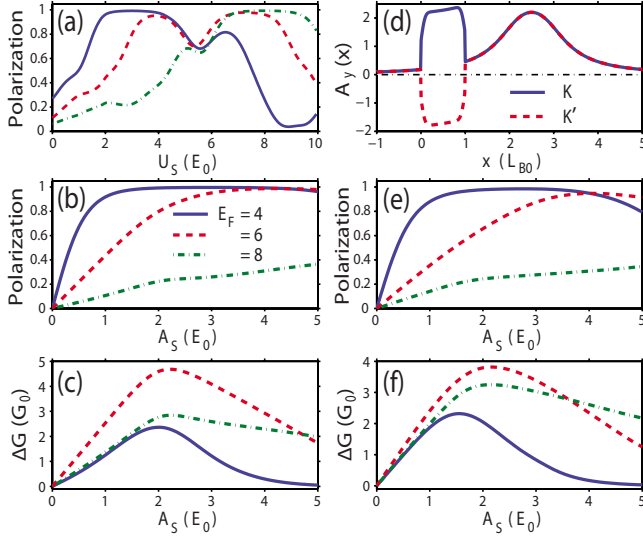 (a)
Polarization
1
0.8
0.6
0.4
0.2
0
0 2 4 6 8 10
U_S (E_0)
(d)
A_y (x)
4
3
2
1
0
−1
−2
K
K′
−1 0 1 2 3 4 5
x (L_B0)
(b)
Polarization
1
0.8
0.6
0.4
0.2
0
E_F = 4
= 6
= 8
0 1 2 3 4 5
A_S (E_0)
(e)
Polarization
1
0.8
0.6
0.4
0.2
0
0 1 2 3 4 5
A_S (E_0)
(c)
ΔG (G_0)
5
4
3
2
1
0
0 1 2 3 4 5
A_S (E_0)
(f)
ΔG (G_0)
4
3
2
1
0
0 1 2 3 4 5
A_S (E_0)